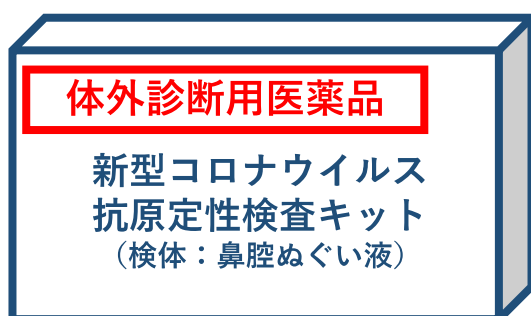 体外診断用医薬品
新型コロナウイルス
抗原定性検査キット
（検体：鼻腔ぬぐい液）